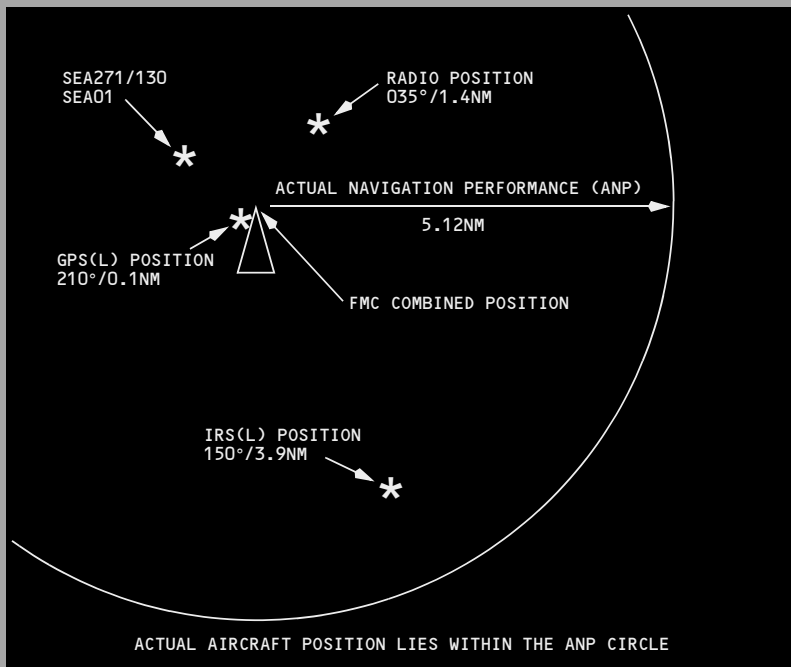 SEA271/130
SEA01
RADIO POSITION
035°/1.4NM
ACTUAL NAVIGATION PERFORMANCE (ANP)
5.12NM
GPS(L) POSITION
210°/0.1NM
FMC COMBINED POSITION
IRS(L) POSITION
150°/3.9NM
ACTUAL AIRCRAFT POSITION LIES WITHIN THE ANP CIRCLE